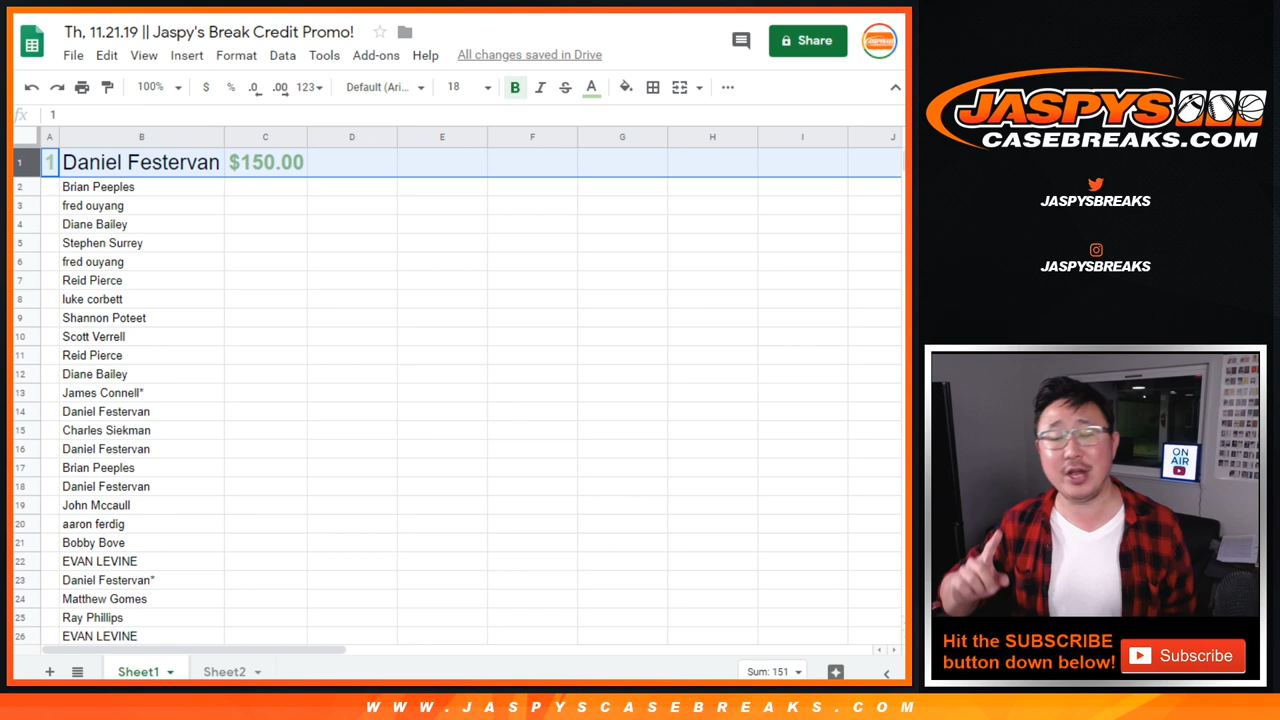 Th, 11.21.19 || Jaspy's Break Credit Promo!
Share
File Edit View Insert Format Data Tools Add-ons Help All changes saved in Drive
100% $ % .0 .00 123 Default (Ari... 18 B I S A
fx 1
A B C D E F G H I J
1 1 Daniel Festervan $150.00
2 Brian Peeples
3 fred ouyang
4 Diane Bailey
5 Stephen Surrey
6 fred ouyang
7 Reid Pierce
8 luke corbett
9 Shannon Poteet
10 Scott Verrell
11 Reid Pierce
12 Diane Bailey
13 James Connell*
14 Daniel Festervan
15 Charles Siekman
16 Daniel Festervan
17 Brian Peeples
18 Daniel Festervan
19 John Mccaull
20 aaron ferdig
21 Bobby Bove
22 EVAN LEVINE
23 Daniel Festervan*
24 Matthew Gomes
25 Ray Phillips
26 EVAN LEVINE
Sheet1 Sheet2 Sum: 151
JASPYS
CASEBREAKS.COM
JASPYSBREAKS
JASPYSBREAKS
ON
AIR
Hit the SUBSCRIBE
button down below!
Subscribe
WWW.JASPYSCASEBREAKS.COM